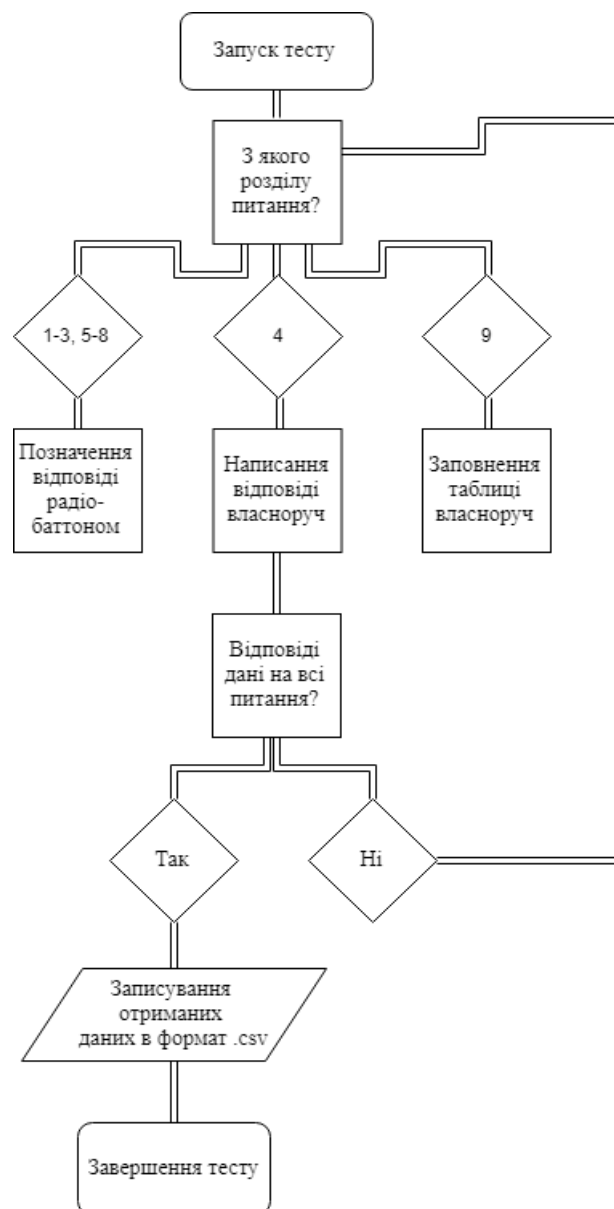 Запуск тесту
З якого
розділу
питання?
1-3, 5-8
4
9
Позначення
відповіді
радіо-
баттоном
Написання
відповіді
власноруч
Заповнення
таблиці
власноруч
Відповіді
дані на всі
питання?
Так
Ні
Записування
отриманих
даних в формат .csv
Завершення тесту